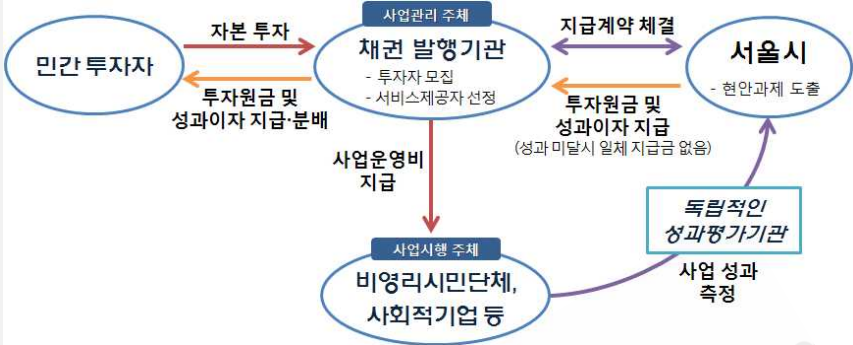 사업관리 주체
민간 투자자
자본 투자
투자원금 및
성과이자 지급·분배
채권 발행기관
- 투자자 모집
- 서비스제공자 선정
지급계약 체결
투자원금 및
성과이자 지급
(성과 미달시 일체 지급금 없음)
서울시
- 현안과제 도출
사업운영비
지급
독립적인
성과평가기관
사업시행 주체
비영리시민단체,
사회적기업 등
사업 성과
측정